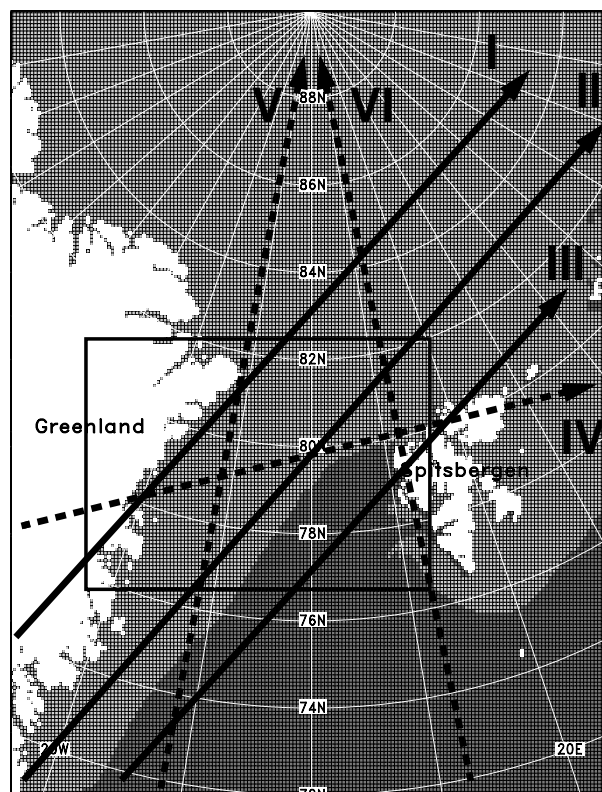 I
II
V
VI
88N
86N
84N
III
82N
Greenland
80N
IV
Spitsbergen
78N
76N
74N
20W
20E